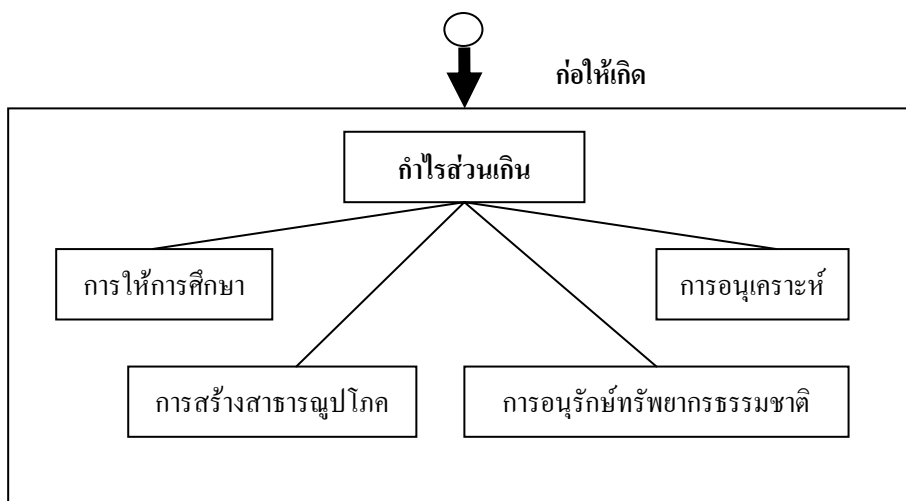 ก่อให้เกิด
กำไรส่วนเกิน
การให้การศึกษา
การอนุเคราะห์
การสร้างสาธารณูปโภค
การอนุรักษ์ทรัพยากรธรรมชาติ